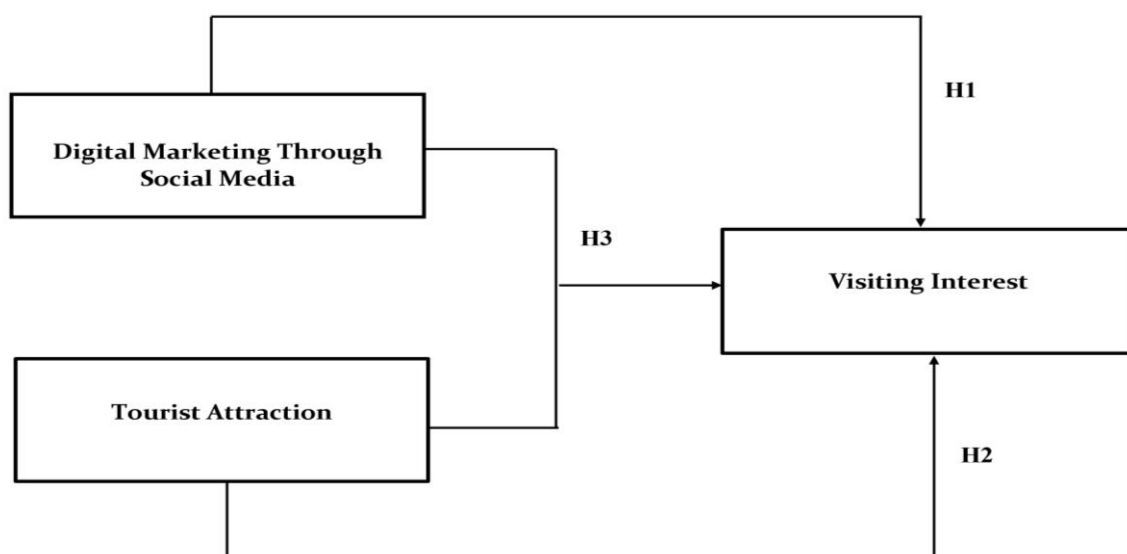 H1
Digital Marketing Through
Social Media
H3
Visiting Interest
Tourist Attraction
H2